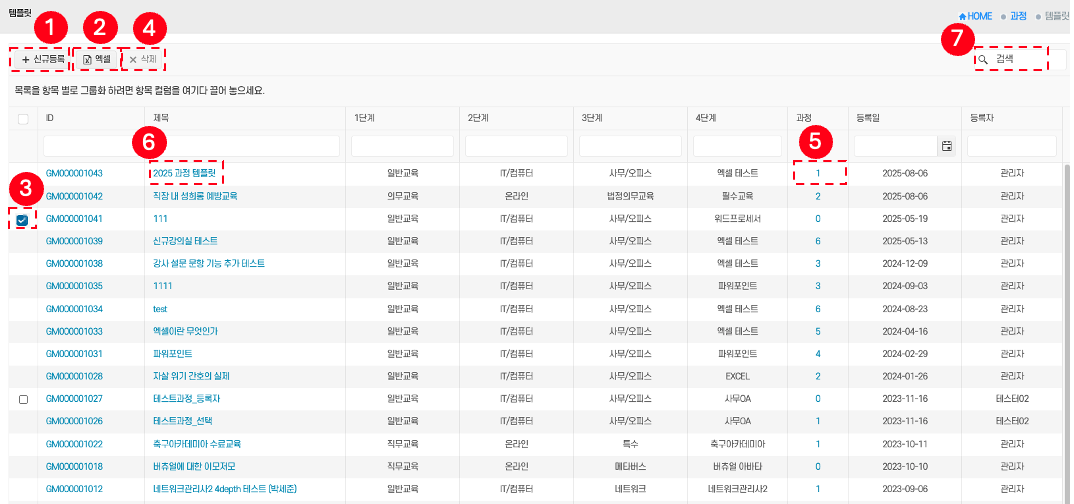 템플릿
HOME 과정 템플릿
1 2 4 7
+ 신규등록 엑셀 × 삭제 검색
목록을 항목 별로 그룹화 하려면 항목 컬럼을 여기다 끌어 놓으세요.
ID 제목 1단계 2단계 3단계 4단계 과정 등록일 등록자
6 5
GM000001043 2025 과정 템플릿 일반교육 IT/컴퓨터 사무/오피스 엑셀 테스트 1 2025-08-06 관리자
3
GM000001042 직장 내 성희롱 예방교육 의무교육 온라인 법정의무교육 필수교육 2 2025-08-06 관리자
GM000001041 111 일반교육 IT/컴퓨터 사무/오피스 워드프로세서 0 2025-05-19 관리자
GM000001039 신규강의실 테스트 일반교육 IT/컴퓨터 사무/오피스 엑셀 테스트 6 2025-05-13 관리자
GM000001038 강사 설문 문항 기능 추가 테스트 일반교육 IT/컴퓨터 사무/오피스 엑셀 테스트 3 2024-12-09 관리자
GM000001035 1111 일반교육 IT/컴퓨터 사무/오피스 파워포인트 3 2024-09-03 관리자
GM000001034 test 일반교육 IT/컴퓨터 사무/오피스 엑셀 테스트 6 2024-08-23 관리자
GM000001033 엑셀이란 무엇인가 일반교육 IT/컴퓨터 사무/오피스 엑셀 테스트 5 2024-04-16 관리자
GM000001031 파워포인트 일반교육 IT/컴퓨터 사무/오피스 파워포인트 4 2024-02-29 관리자
GM000001028 자살 위기 간호의 실제 일반교육 IT/컴퓨터 사무/오피스 EXCEL 2 2024-01-26 관리자
GM000001027 테스트과정_등록자 일반교육 IT/컴퓨터 사무/오피스 사무OA 0 2023-11-16 테스터02
GM000001026 테스트과정_선택 일반교육 IT/컴퓨터 사무/오피스 사무OA 1 2023-11-16 테스터02
GM000001022 축구아카데미아 수료교육 직무교육 온라인 특수 축구아카데미아 1 2023-10-11 관리자
GM000001018 버츄얼에 대한 이모저모 직무교육 온라인 메타버스 버츄얼 아바타 0 2023-10-10 관리자
GM000001012 네트워크관리사2 4depth 테스트 (박세준) 일반교육 IT/컴퓨터 네트워크 네트워크관리사2 1 2023-09-06 관리자